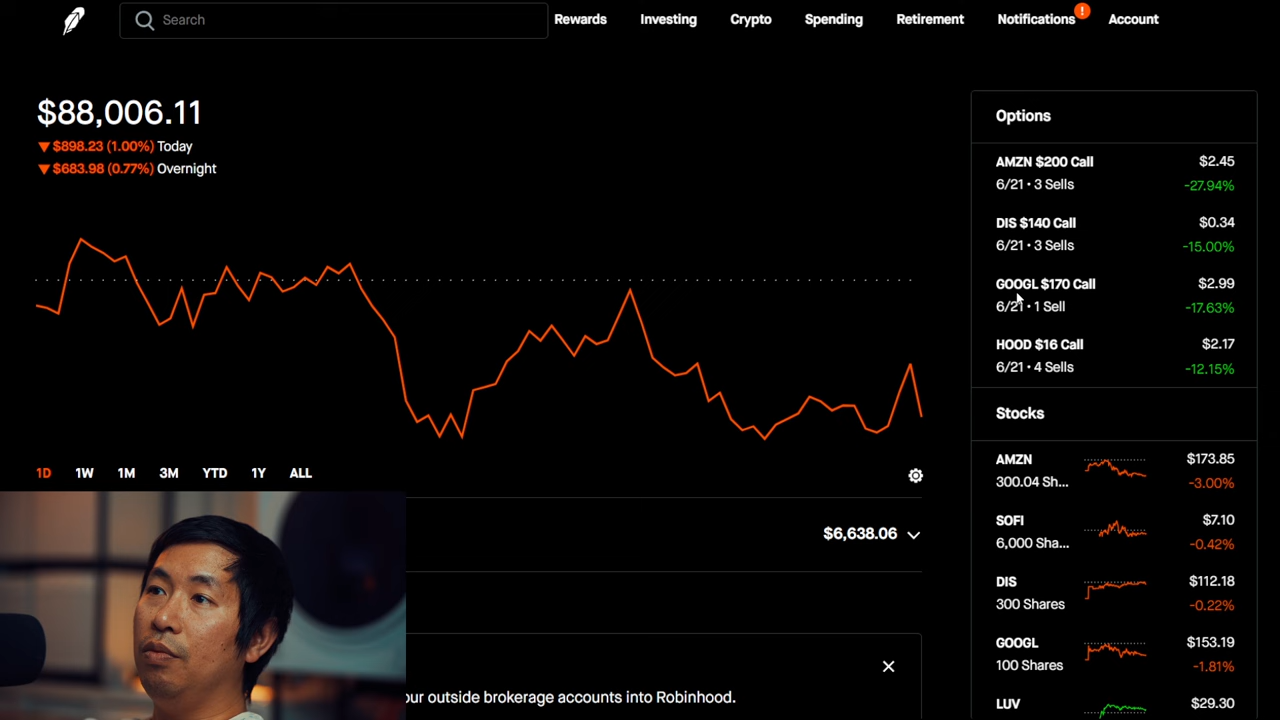 Search
Rewards
Investing
Crypto
Spending
Retirement
Notifications
!
Account
$88,006.11
▼$898.23 (1.00%) Today
▼$683.98 (0.77%) Overnight
1D 1W 1M 3M YTD 1Y ALL
$6,638.06
our outside brokerage accounts into Robinhood.
Options
AMZN $200 Call $2.45
6/21 • 3 Sells -27.94%
DIS $140 Call $0.34
6/21 • 3 Sells -15.00%
GOOGL $170 Call $2.99
6/21 • 1 Sell -17.63%
HOOD $16 Call $2.17
6/21 • 4 Sells -12.15%
Stocks
AMZN $173.85
300.04 Sh... -3.00%
SOFI $7.10
6,000 Sha... -0.42%
DIS $112.18
300 Shares -0.22%
GOOGL $153.19
100 Shares -1.81%
LUV $29.30